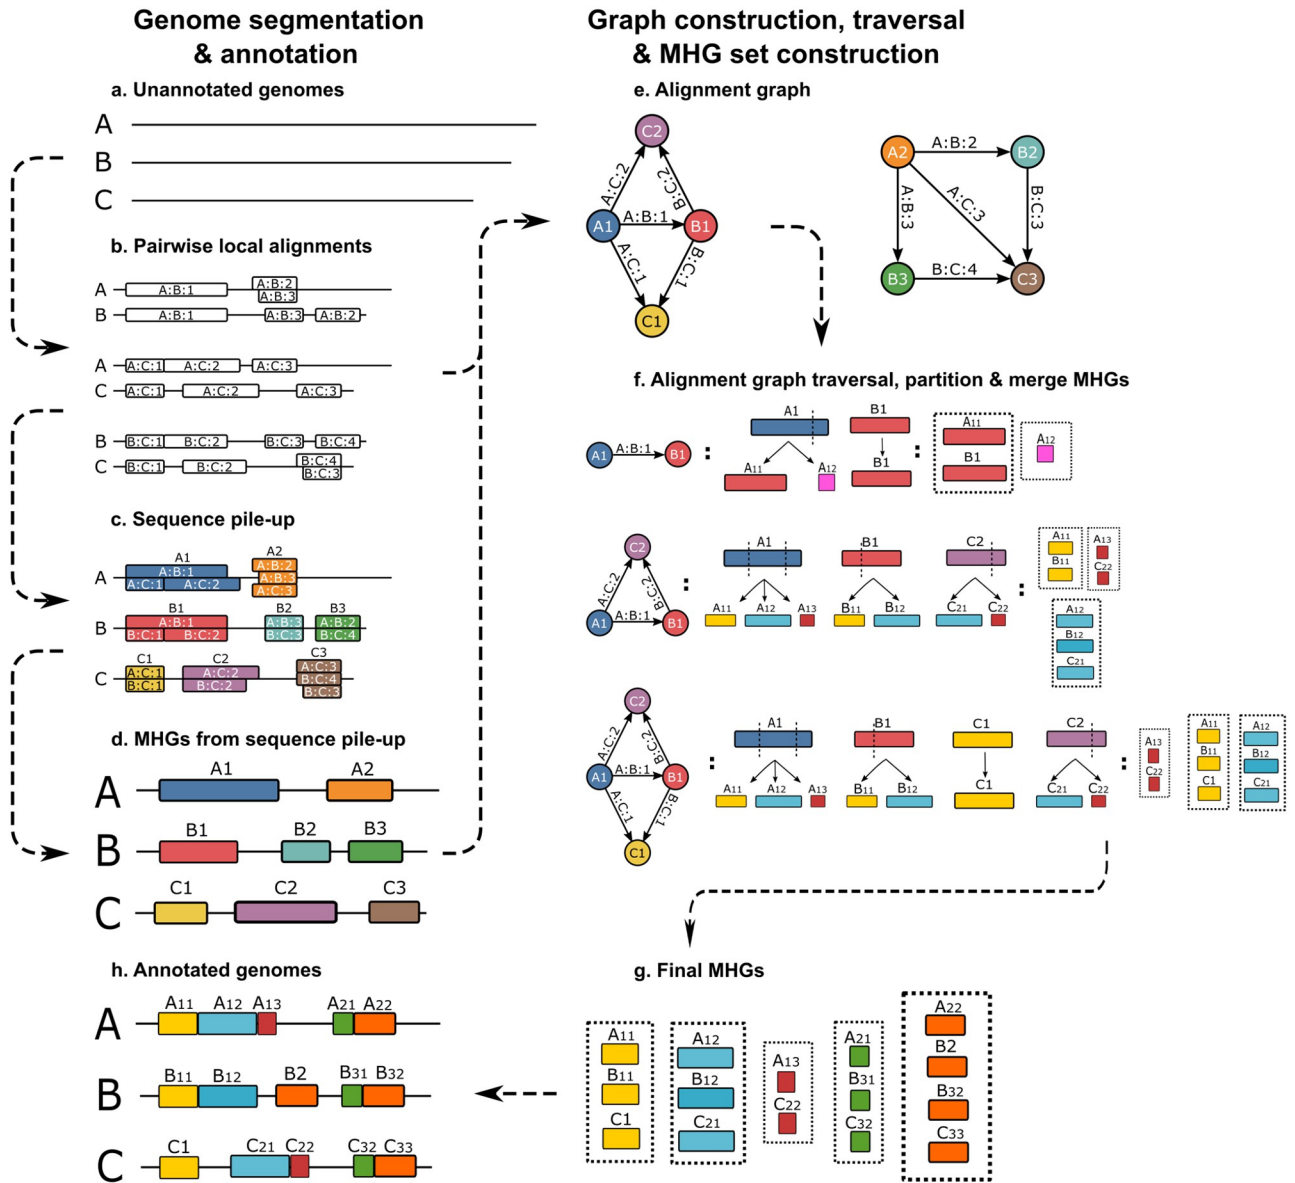 Genome segmentation
& annotation
a. Unannotated genomes
A
B
C
b. Pairwise local alignments
A A:B:1 A:B:2
A:B:3
B A:B:1 A:B:3 A:B:2
A A:C:1 A:C:2 A:C:3
C A:C:1 A:C:2 A:C:3
B B:C:1 B:C:2 B:C:3 B:C:4
C B:C:1 B:C:2 B:C:4
B:C:3
c. Sequence pile-up
A1 A2
A:B:1 A:B:2
A A:B:3
A:C:1 A:C:2 A:C:3
B1 B2 B3
B A:B:1 A:B:3 A:B:2
B:C:1 B:C:2 B:C:3 B:C:4
C1 C2 C3
A:C:1 A:C:2 A:C:3
C B:C:1 B:C:2 B:C:4
B:C:3
d. MHGs from sequence pile-up
A A1 A2
B B1 B2 B3
C C1 C2 C3
h. Annotated genomes
A A11 A12 A13 A21 A22
B B11 B12 B2 B31 B32
C C1 C21 C22 C32 C33
Graph construction, traversal
& MHG set construction
e. Alignment graph
C2
A:C:2 B:C:2
A1 A:B:1 B1
A:C:1 B:C:1
C1
A2 A:B:2 B2
A:B:3 A:C:3 B:C:3
B3 B:C:4 C3
f. Alignment graph traversal, partition & merge MHGs
A1 A:B:1 B1 :
A1 B1
A11 A12 B1
:
A11
B1
A12
C2
A:C:2 B:C:2
A1 A:B:1 B1
:
A1 B1 C2
A11 A12 A13 B11 B12 C21 C22
:
A11
B11
A13
C22
A12
B12
C21
C2
A:C:2 B:C:2
A1 A:B:1 B1
A:C:1 B:C:1
C1
:
A1 B1 C1 C2
A11 A12 A13 B11 B12 C1 C21 C22
:
A13
C22
A11
B11
C1
A12
B12
C21
g. Final MHGs
A11
B11
C1
A12
B12
C21
A13
C22
A21
B31
C32
A22
B2
B32
C33